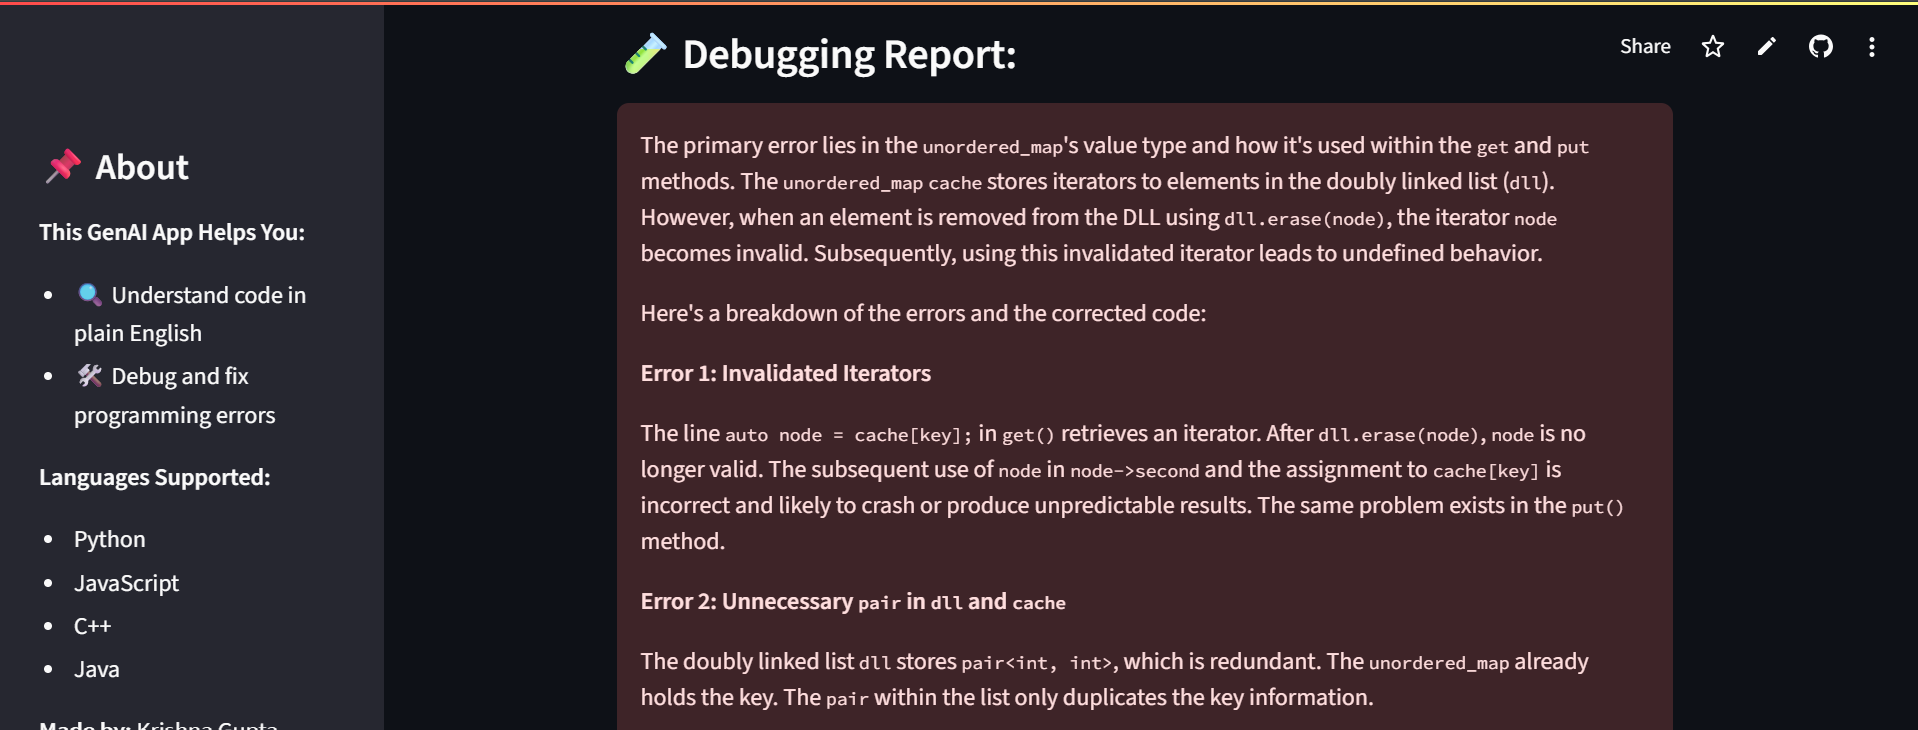 About
This GenAI App Helps You:
Understand code in
plain English
Debug and fix
programming errors
Languages Supported:
Python
JavaScript
C++
Java
Made by: Krishna Gupta
Share
Debugging Report:
The primary error lies in the unordered_map's value type and how it's used within the get and put
methods. The unordered_map cache stores iterators to elements in the doubly linked list (dll).
However, when an element is removed from the DLL using dll.erase(node), the iterator node
becomes invalid. Subsequently, using this invalidated iterator leads to undefined behavior.
Here's a breakdown of the errors and the corrected code:
Error 1: Invalidated Iterators
The line auto node = cache[key]; in get() retrieves an iterator. After dll.erase(node), node is no
longer valid. The subsequent use of node in node->second and the assignment to cache[key] is
incorrect and likely to crash or produce unpredictable results. The same problem exists in the put()
method.
Error 2: Unnecessary pair in dll and cache
The doubly linked list dll stores pair<int, int>, which is redundant. The unordered_map already
holds the key. The pair within the list only duplicates the key information.